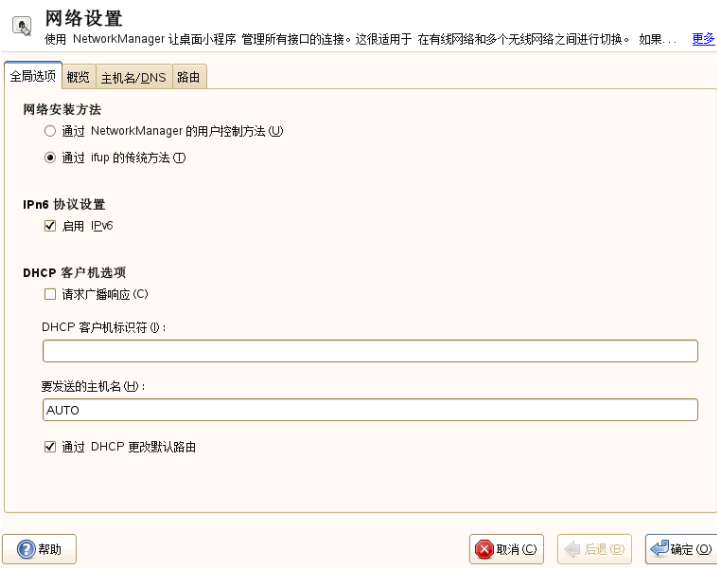 网络设置
使用 NetworkManager 让桌面小程序 管理所有接口的连接。这很适用于 在有线网络和多个无线网络之间进行切换。 如果... 更多
全局选项 概览 主机名/DNS 路由
网络安装方法
通过 NetworkManager 的用户控制方法(U)
通过 ifup 的传统方法(T)
IPn6 协议设置
启用 IPv6
DHCP 客户机选项
请求广播响应(C)
DHCP 客户机标识符(I):
要发送的主机名(H):
AUTO
通过 DHCP 更改默认路由
帮助 取消(C) 后退(B) 确定(O)